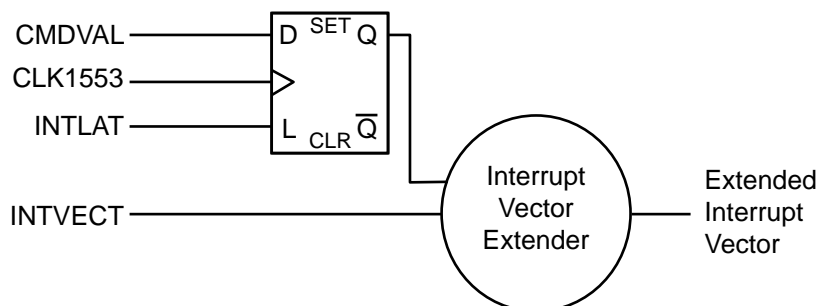 CMDVAL
CLK1553
INTLAT
INTVECT
D SET Q
L CLR Q̅
Interrupt
Vector
Extender
Extended
Interrupt
Vector